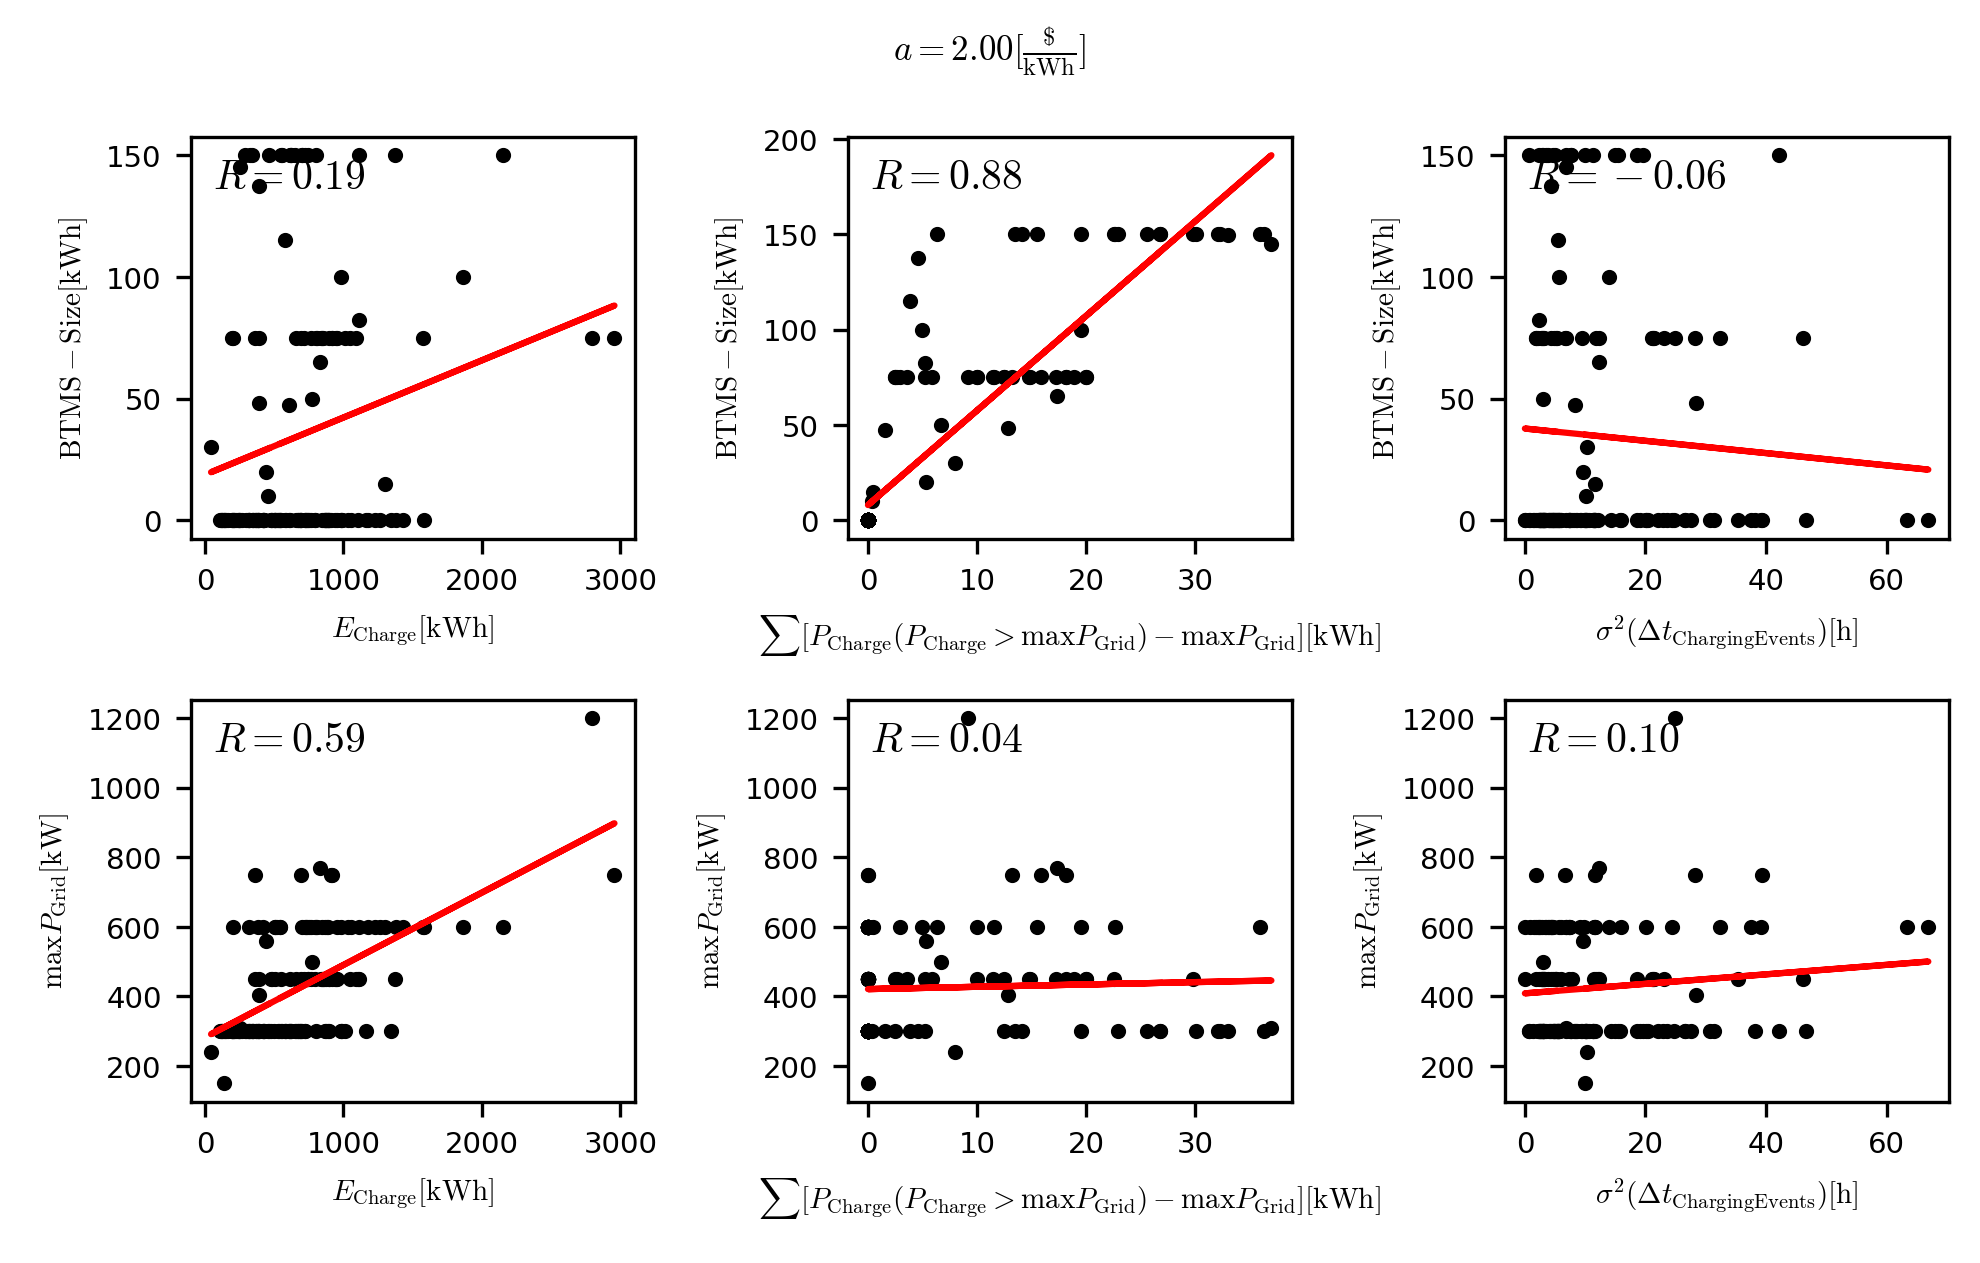 a = 2.00[$/kWh]
150
100
50
0
BTMS − Size[kWh]
R = 0.19
0 1000 2000 3000
E_Charge[kWh]
200
150
100
50
0
BTMS − Size[kWh]
R = 0.88
0 10 20 30
∑[P_Charge(P_Charge > maxP_Grid) − maxP_Grid][kWh]
150
100
50
0
BTMS − Size[kWh]
R = −0.06
0 20 40 60
σ²(Δt_ChargingEvents)[h]
1200
1000
800
600
400
200
maxP_Grid[kW]
R = 0.59
0 1000 2000 3000
E_Charge[kWh]
1200
1000
800
600
400
200
maxP_Grid[kW]
R = 0.04
0 10 20 30
∑[P_Charge(P_Charge > maxP_Grid) − maxP_Grid][kWh]
1200
1000
800
600
400
200
maxP_Grid[kW]
R = 0.10
0 20 40 60
σ²(Δt_ChargingEvents)[h]